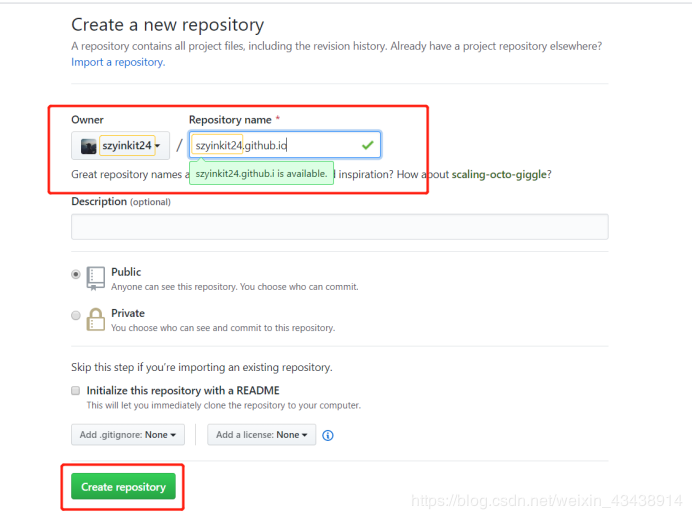 Create a new repository
A repository contains all project files, including the revision history. Already have a project repository elsewhere?
Import a repository.
Owner
Repository name *
szyinkit24
/
szyinkit24.github.io
Great repository names a
szyinkit24.github.i is available.
d inspiration? How about scaling-octo-giggle?
Description (optional)
Public
Anyone can see this repository. You choose who can commit.
Private
You choose who can see and commit to this repository.
Skip this step if you're importing an existing repository.
Initialize this repository with a README
This will let you immediately clone the repository to your computer.
Add .gitignore: None
Add a license: None
Create repository
https://blog.csdn.net/weixin_43438914